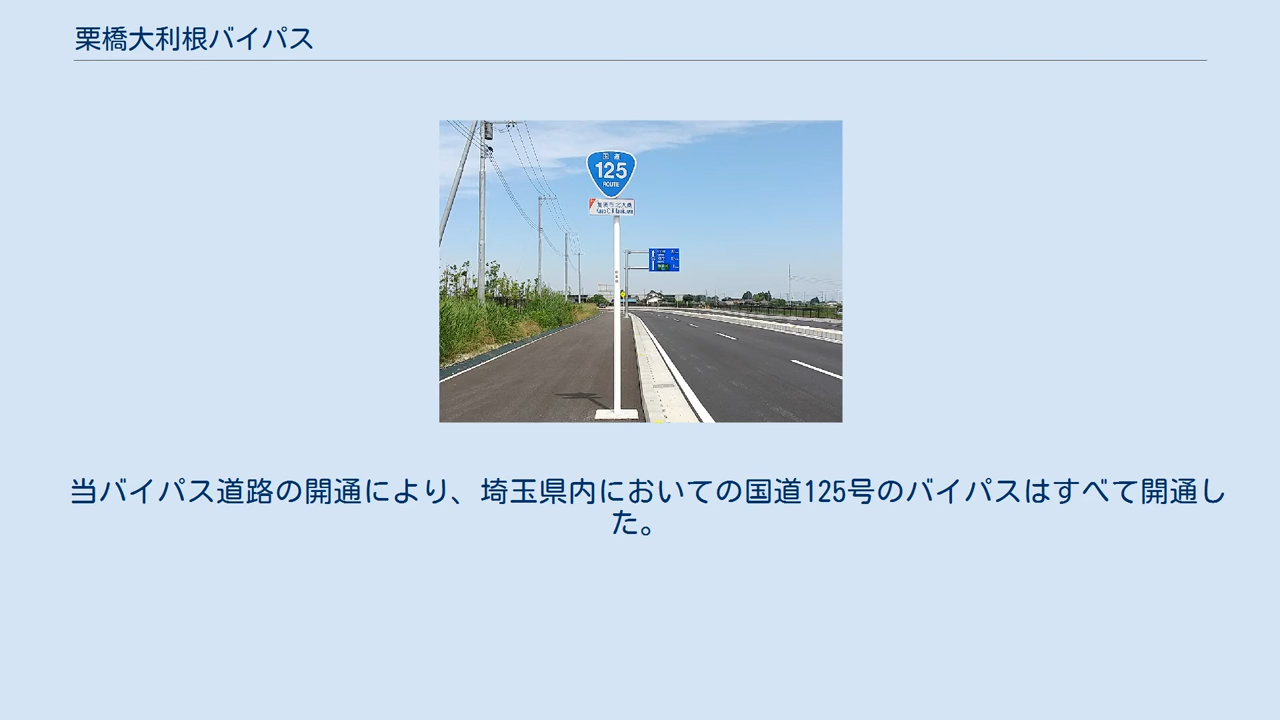 栗橋大利根バイパス
国道
125
ROUTE
当バイパス道路の開通により、埼玉県内においての国道125号のバイパスはすべて開通し
た。